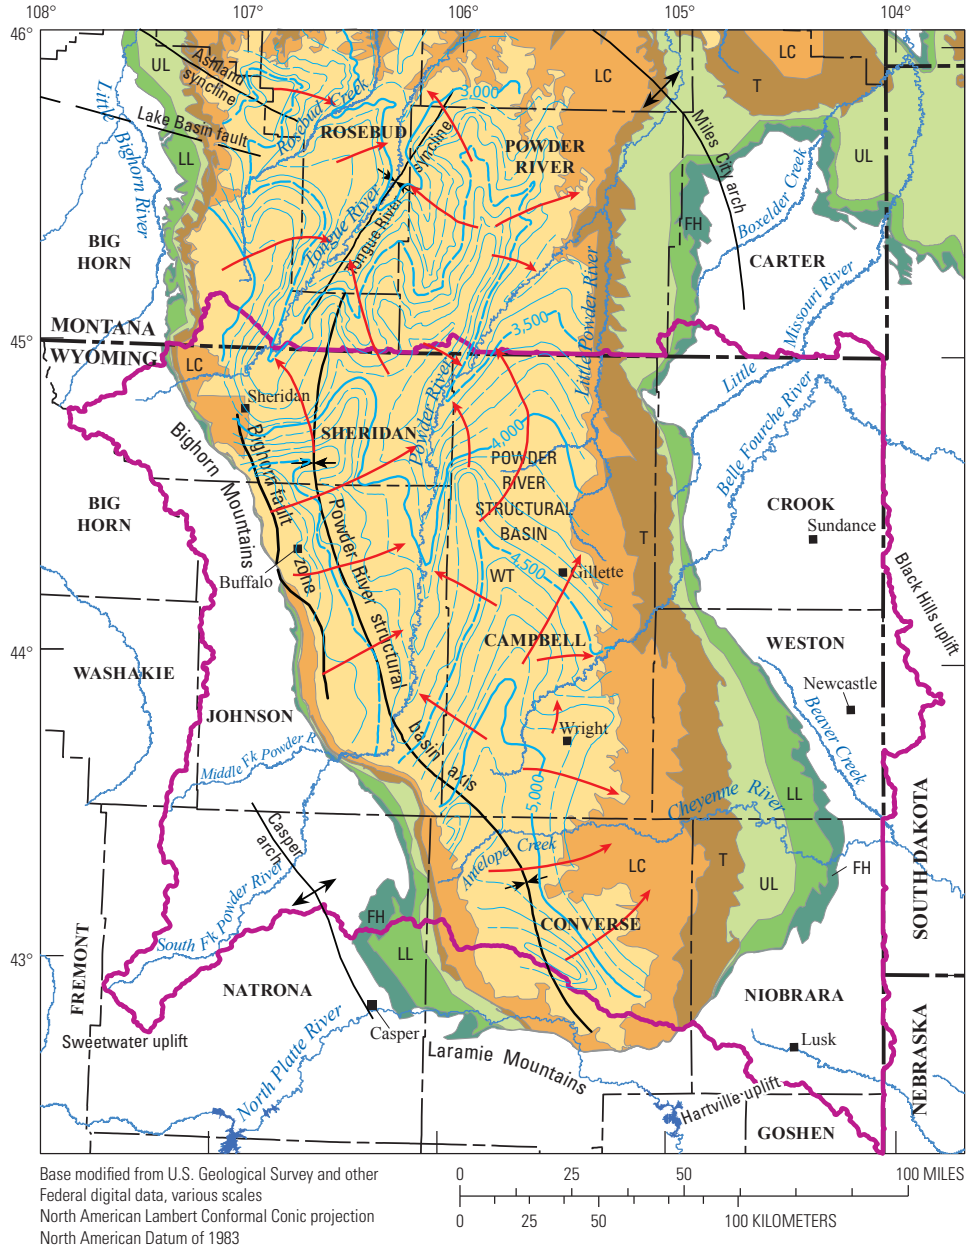 108°
107°
106°
105°
104°
46°
UL
Ashland
syncline
LC
LC
T
3,000
Little Bighorn River
Lake Basin fault
Rosebud Creek
ROSEBUD
syncline
Miles City arch
LL
POWDER
RIVER
UL
Tongue River
Tongue River
FH
Boxelder Creek
BIG
HORN
CARTER
Little Powder River
Little Missouri River
3,500
MONTANA
45°
WYOMING
LC
Powder River
Belle Fourche River
Sheridan
SHERIDAN
4,000
Bighorn Mountains
Bighorn fault zone
POWDER
RIVER
STRUCTURAL
BASIN
BIG
HORN
CROOK
Sundance
T
Powder River structural basin axis
Buffalo
4,500
WT
Gillette
Black Hills uplift
44°
CAMPBELL
WESTON
WASHAKIE
Newcastle
JOHNSON
Beaver Creek
Wright
Middle Fk Powder R
5,000
LL
Cheyenne River
Casper
arch
Antelope Creek
LC
T
UL
FH
SOUTH DAKOTA
FH
CONVERSE
South Fk Powder River
LL
43°
FREMONT
NATRONA
NIOBRARA
Casper
Sweetwater uplift
Lusk
North Platte River
Laramie Mountains
NEBRASKA
Hartville uplift
GOSHEN
Base modified from U.S. Geological Survey and other
Federal digital data, various scales
North American Lambert Conformal Conic projection
North American Datum of 1983
0 25 50 100 MILES
0 25 50 100 KILOMETERS